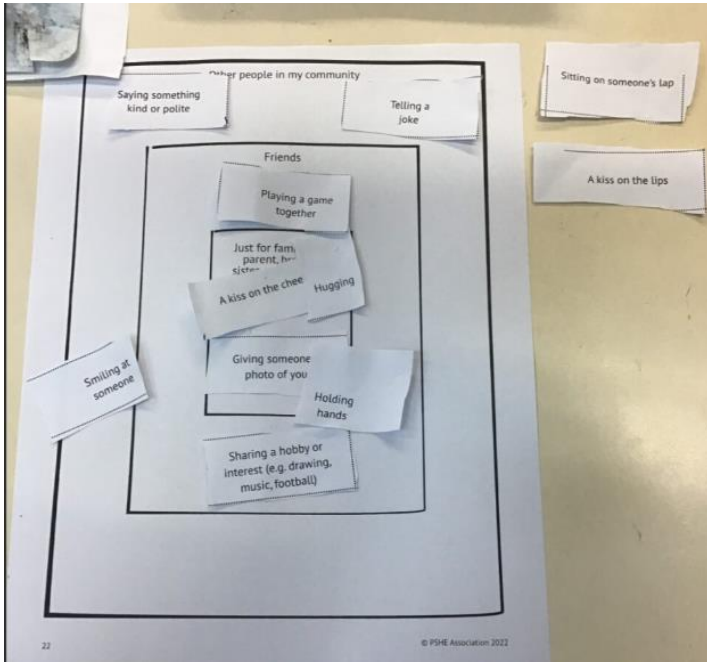 Other people in my community
Saying something
kind or polite
Telling a
joke
Sitting on someone's lap
A kiss on the lips
Friends
Playing a game
together
Just for
parent,
A kiss on the
Hugging
Giving someone
photo of you
Smiling at
someone
Holding
hands
Sharing a hobby or
interest (e.g. drawing,
music, football)
22
© PSHE Association 2022